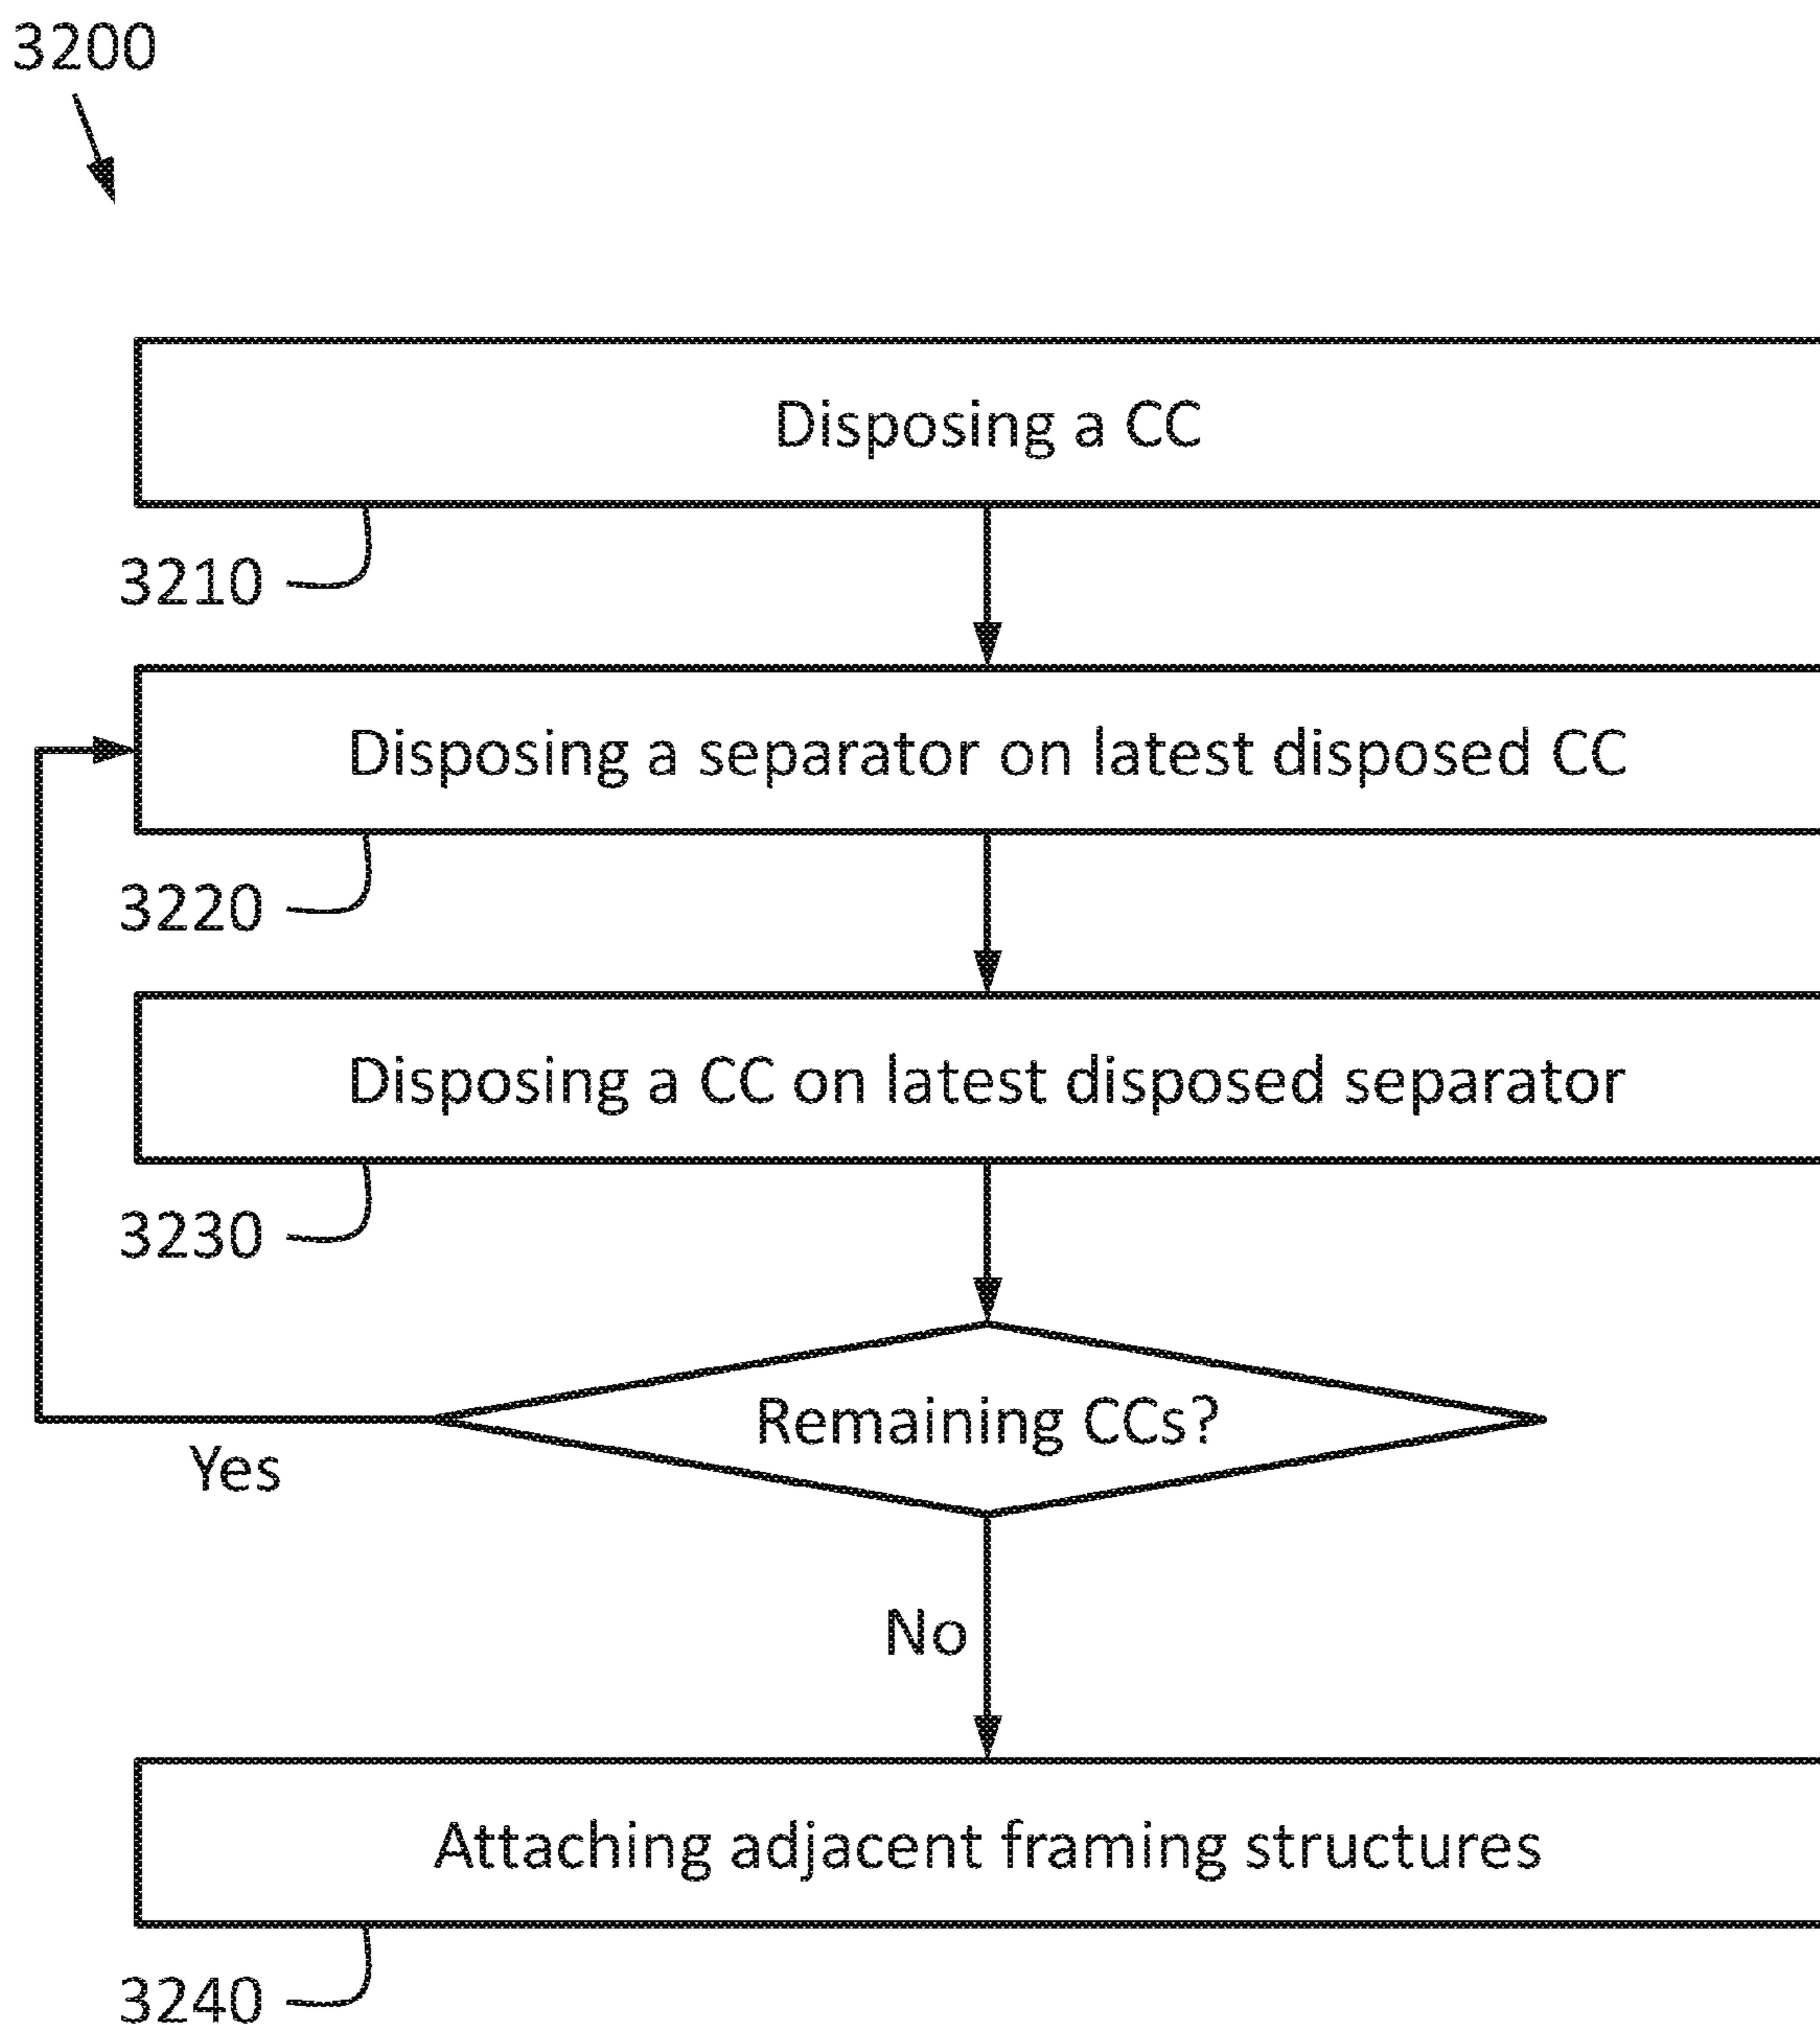 3200
Disposing a CC
3210
Disposing a separator on latest disposed CC
3220
Disposing a CC on latest disposed separator
3230
Remaining CCs?
Yes
No
Attaching adjacent framing structures
3240